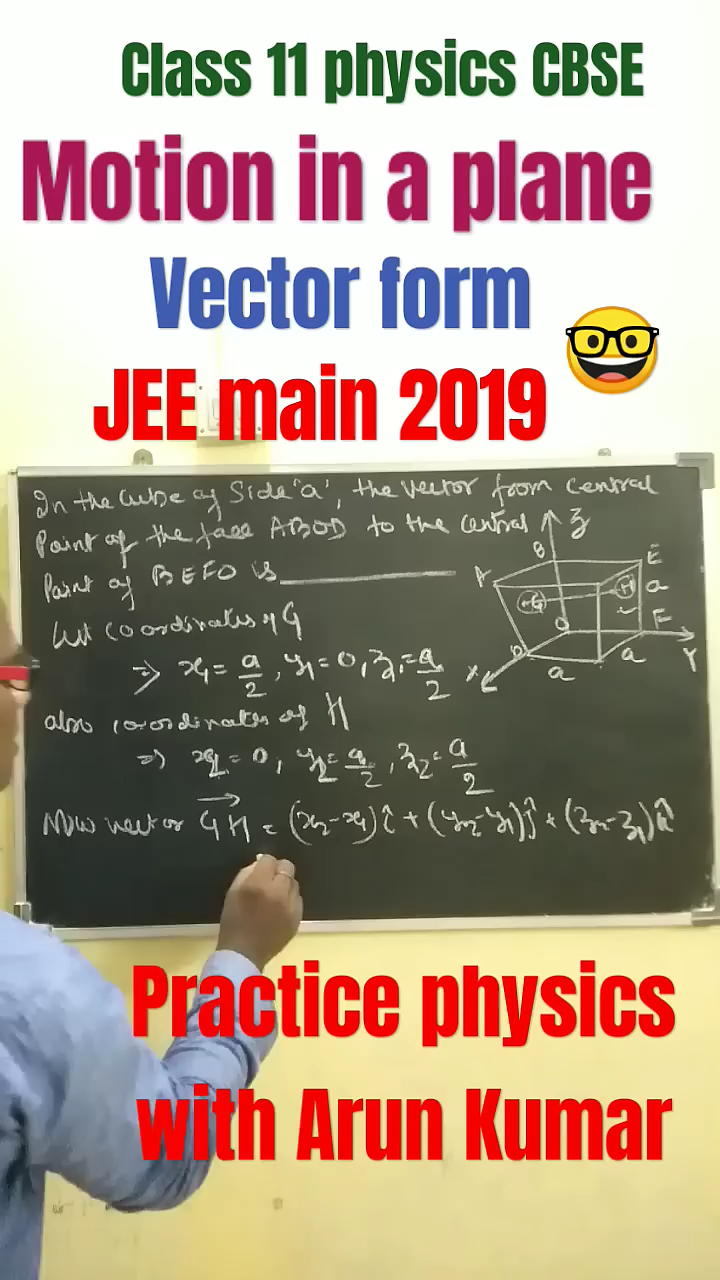 Class 11 physics CBSE
Motion in a plane
Vector form
JEE main 2019
In the Cube of Side 'a', the vector from central
Point of the face ABOD to the central
Point of BEFO is
Let Coordinates of G
⇒ x₁ = a/2, y₁ = 0, z₁ = a/2
also coordinates of H
⇒ x₂ = 0, y₂ = a/2, z₂ = a/2
Now vector GH = (x₂-x₁)î + (y₂-y₁)ĵ + (z₂-z₁)k̂
z
B
E
A
G
H
a
O
F
D
a
a
X
Y
Practice physics
with Arun Kumar